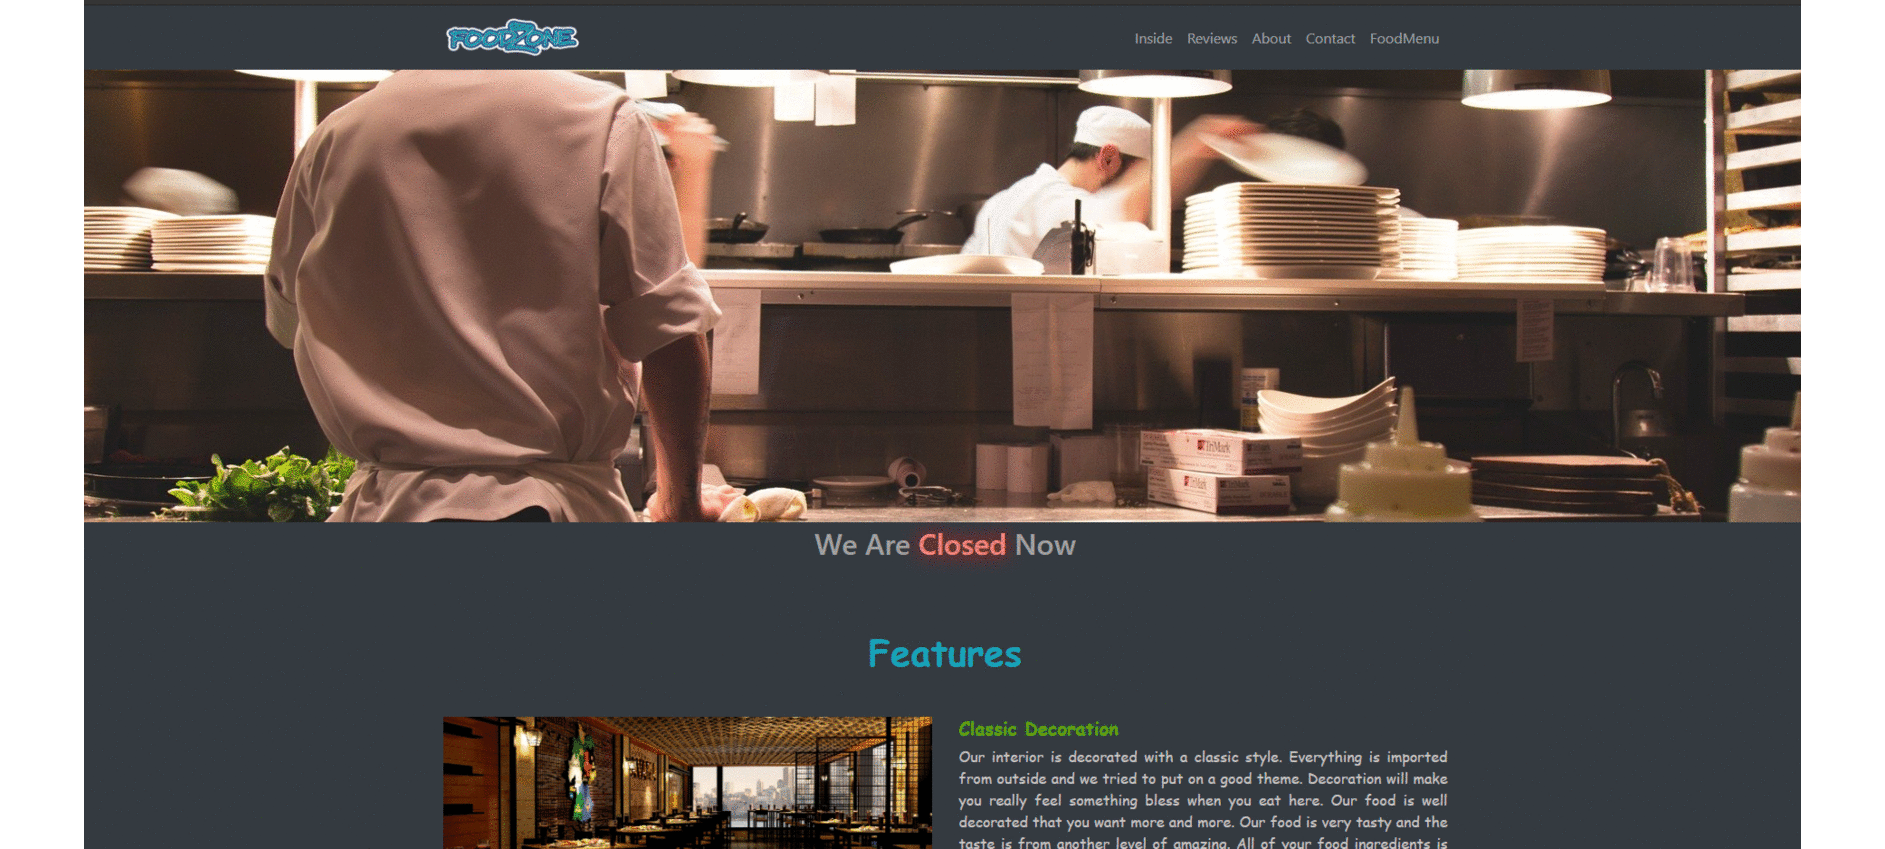 FOODZONE
Inside Reviews About Contact FoodMenu
TriMark
TriMark
We Are Closed Now
Features
Classic Decoration
Our interior is decorated with a classic style. Everything is imported
from outside and we tried to put on a good theme. Decoration will make
you really feel something bless when you eat here. Our food is well
decorated that you want more and more. Our food is very tasty and the
taste is from another level of amazing. All of your food ingredients is